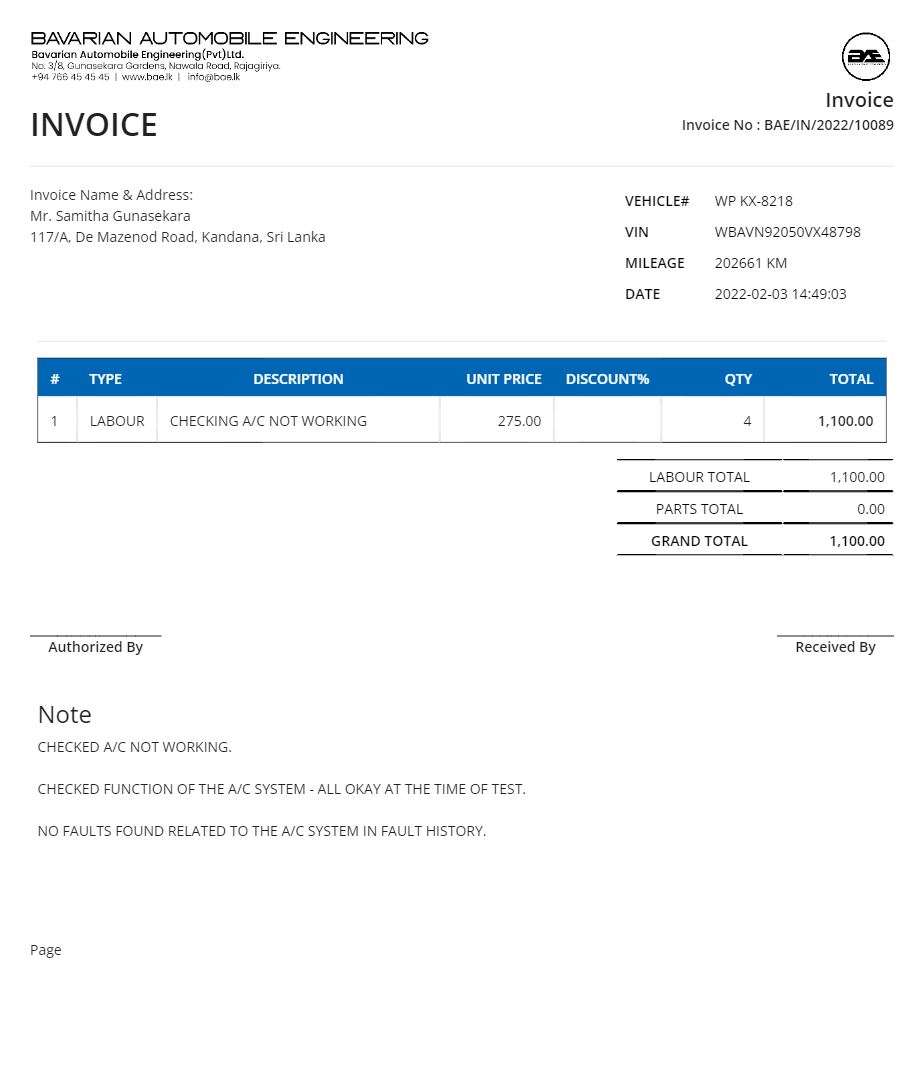 BAVARIAN AUTOMOBILE ENGINEERING
Bavarian Automobile Engineering(Pvt)Ltd.
No. 3/8, Gunasekara Gardens, Nawala Road, Rajagiriya.
+94 766 45 45 45 | www.bae.lk | info@bae.lk
BAE
Invoice
INVOICE
Invoice No : BAE/IN/2022/10089
Invoice Name & Address:
Mr. Samitha Gunasekara
117/A, De Mazenod Road, Kandana, Sri Lanka
VEHICLE# WP KX-8218
VIN WBAVN92050VX48798
MILEAGE 202661 KM
DATE 2022-02-03 14:49:03
# TYPE DESCRIPTION UNIT PRICE DISCOUNT% QTY TOTAL
1 LABOUR CHECKING A/C NOT WORKING 275.00 4 1,100.00
LABOUR TOTAL 1,100.00
PARTS TOTAL 0.00
GRAND TOTAL 1,100.00
Authorized By Received By
Note
CHECKED A/C NOT WORKING.
CHECKED FUNCTION OF THE A/C SYSTEM - ALL OKAY AT THE TIME OF TEST.
NO FAULTS FOUND RELATED TO THE A/C SYSTEM IN FAULT HISTORY.
Page